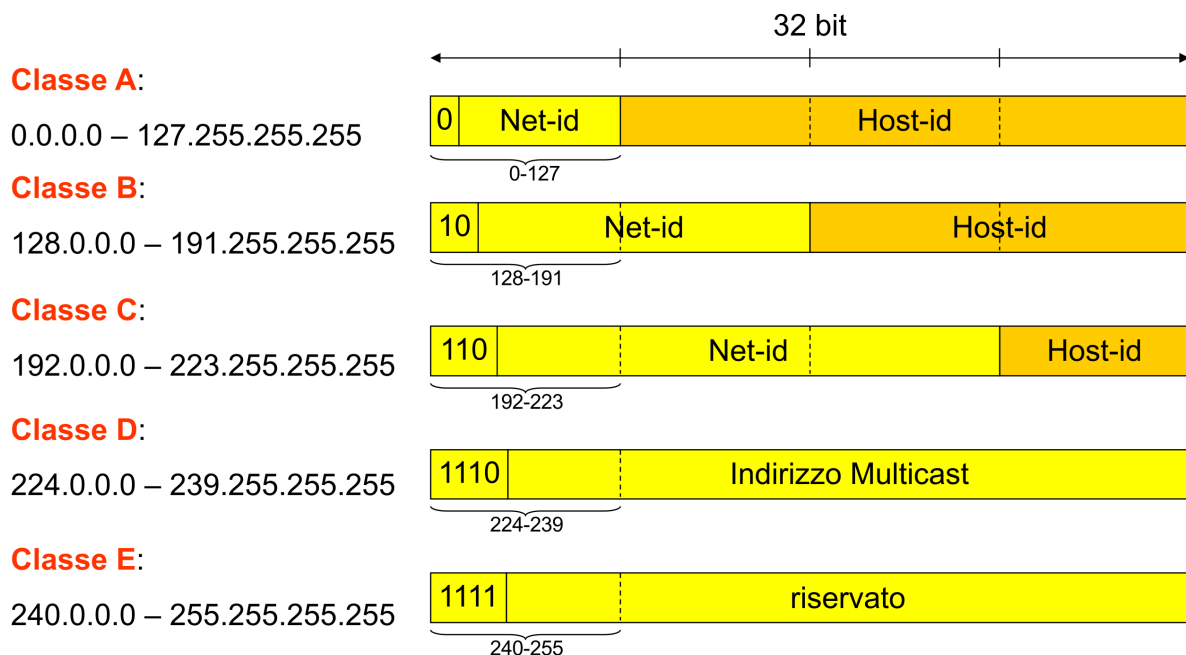 32 bit
Classe A:
0.0.0.0 – 127.255.255.255
0 Net-id Host-id
0-127
Classe B:
128.0.0.0 – 191.255.255.255
10 Net-id Host-id
128-191
Classe C:
192.0.0.0 – 223.255.255.255
110 Net-id Host-id
192-223
Classe D:
224.0.0.0 – 239.255.255.255
1110 Indirizzo Multicast
224-239
Classe E:
240.0.0.0 – 255.255.255.255
1111 riservato
240-255